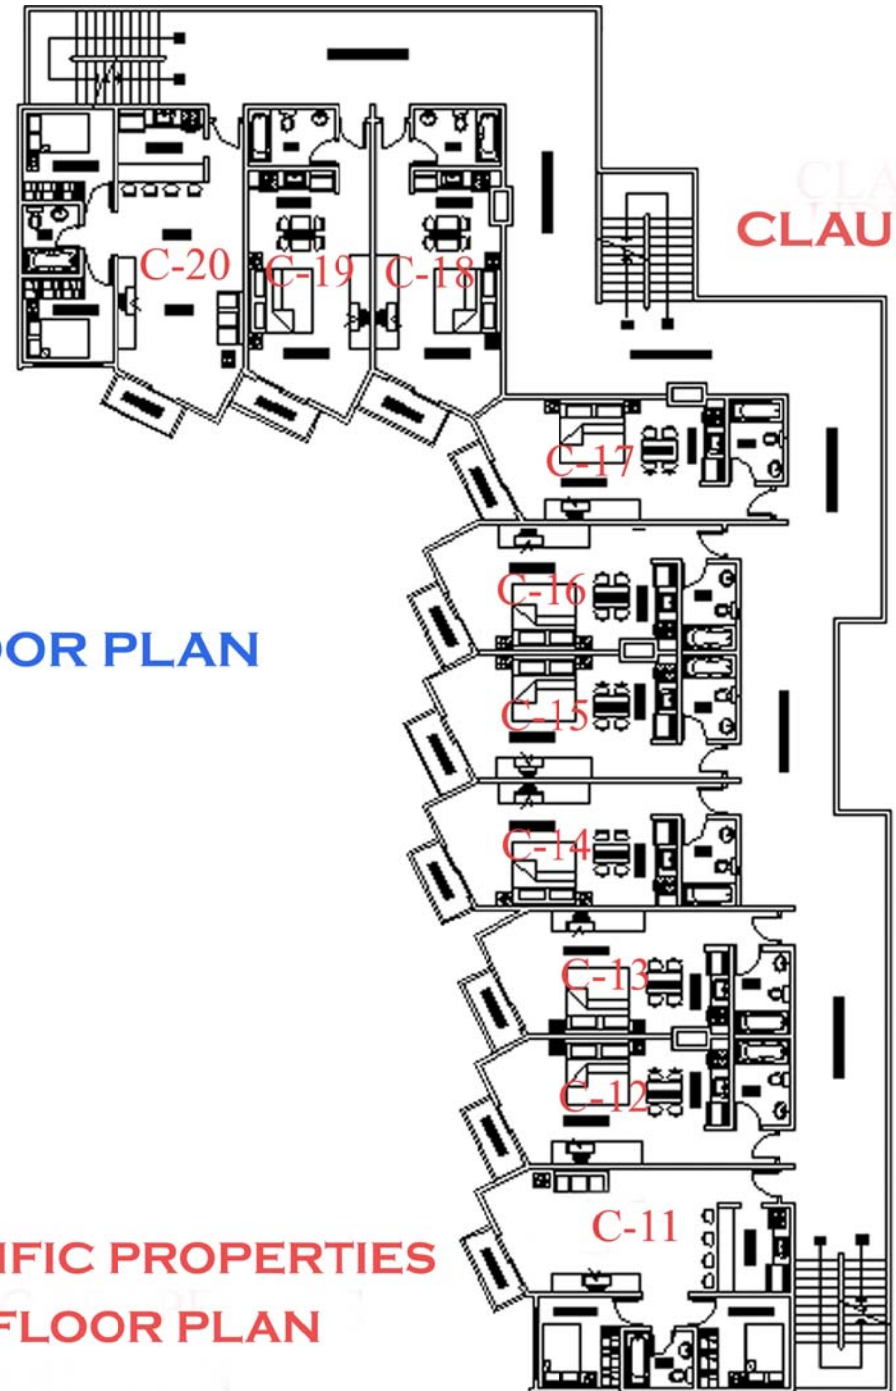 CLAU
C-20
C-19
C-18
C-17
C-16
OOR PLAN
C-15
C-14
C-13
C-12
C-11
IFIC PROPERTIES
FLOOR PLAN